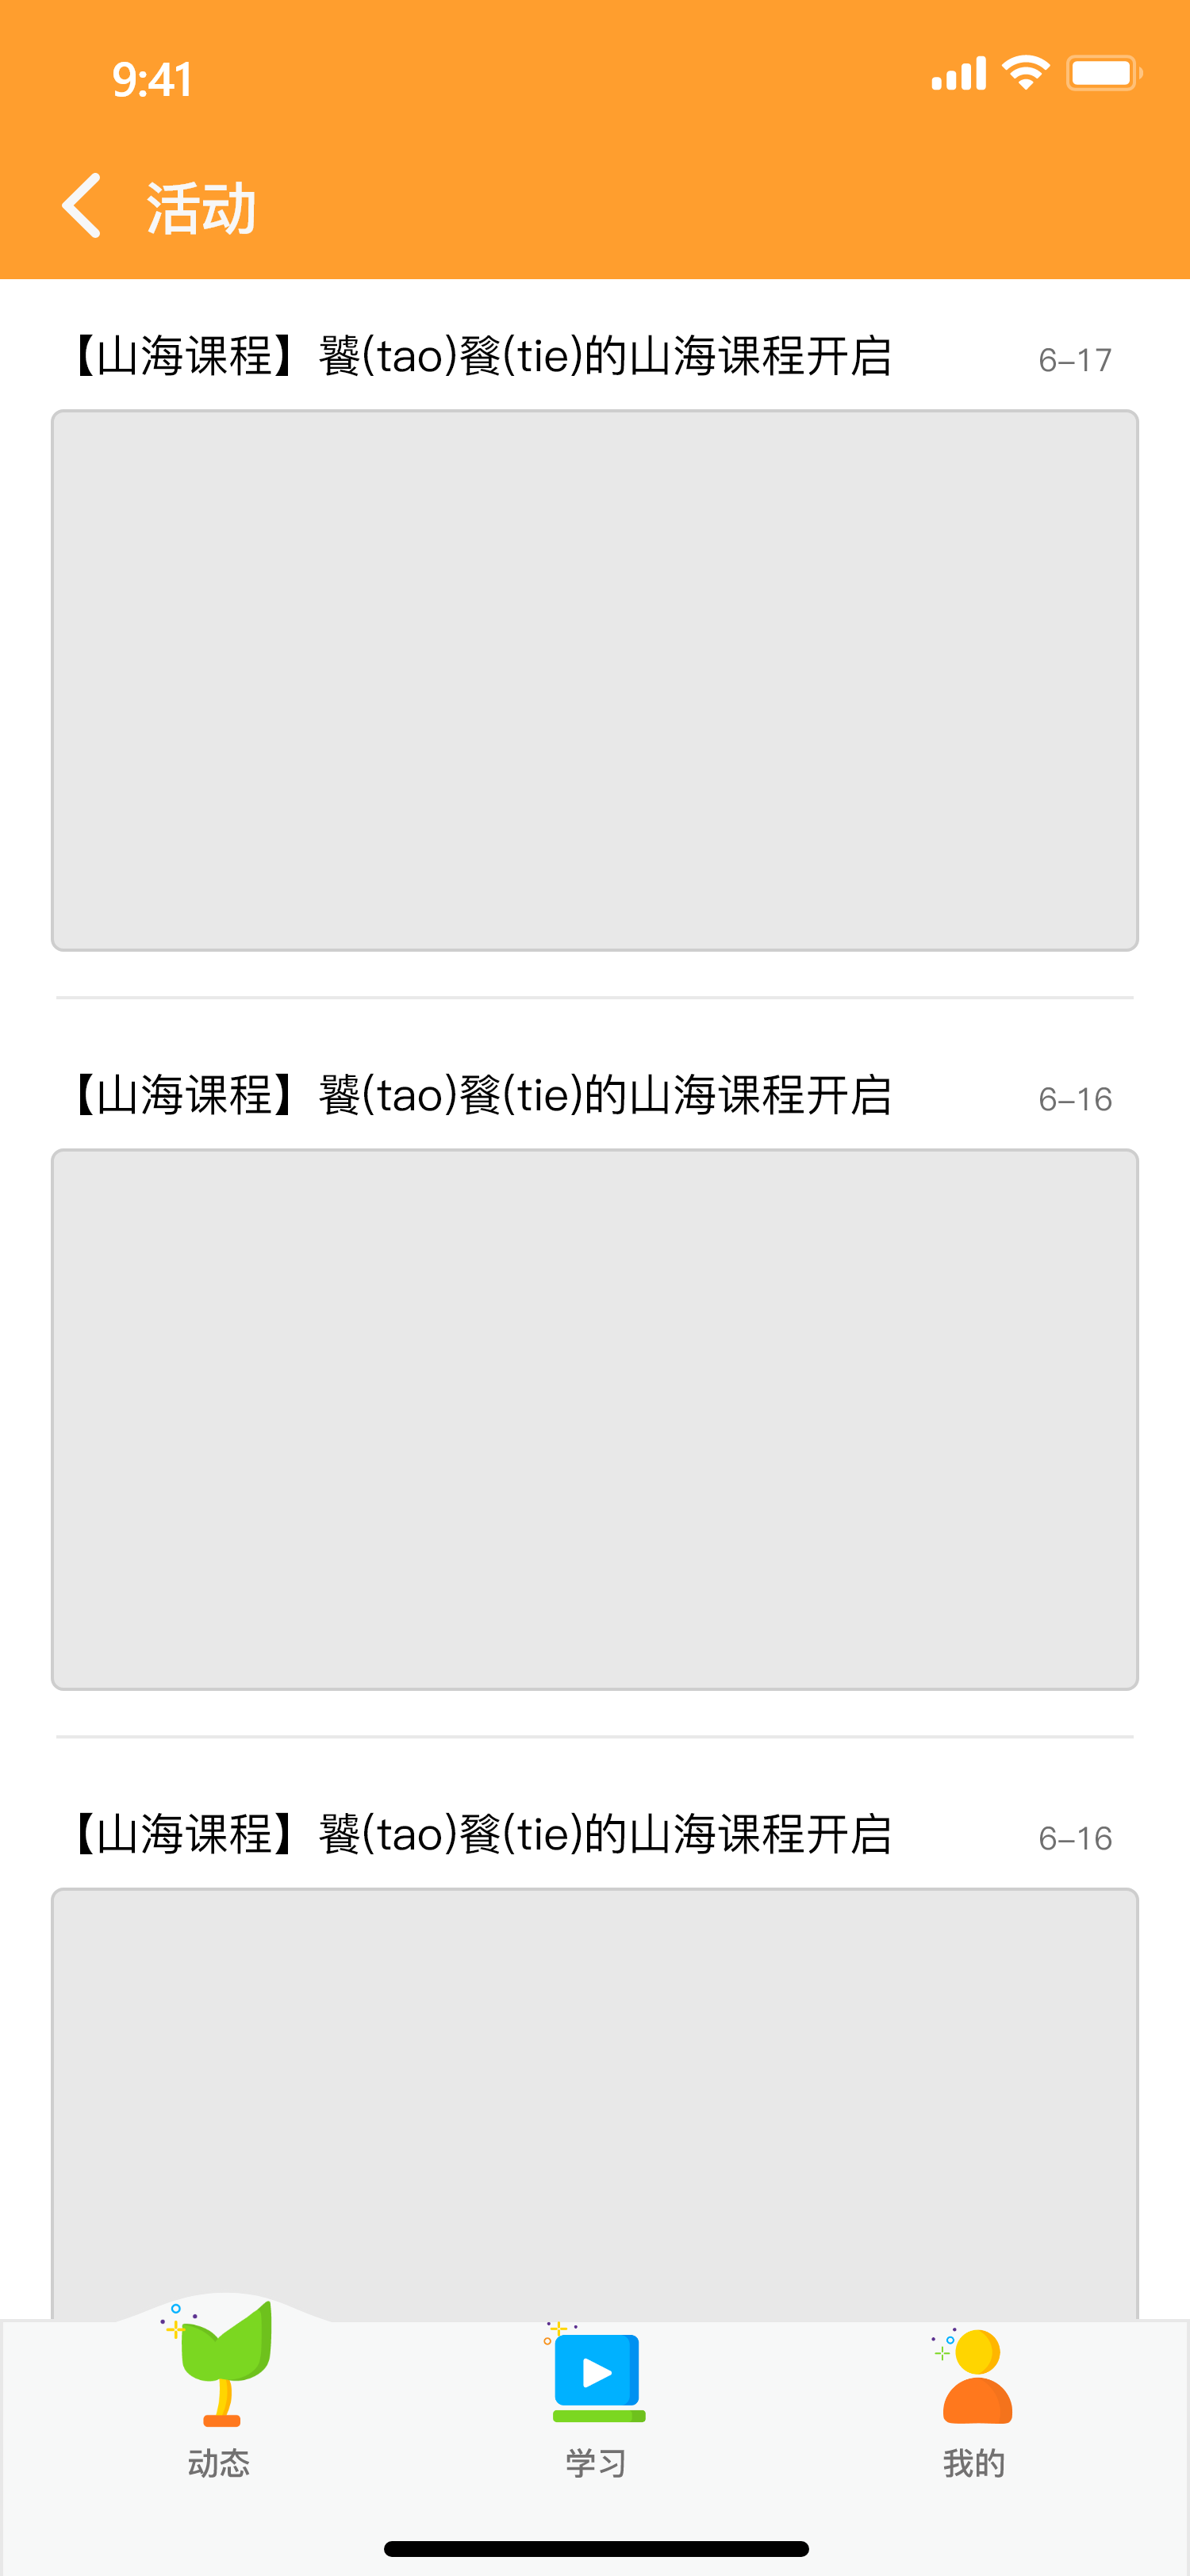 9:41
活动
【山海课程】饕(tao)餮(tie)的山海课程开启 6-17
【山海课程】饕(tao)餮(tie)的山海课程开启 6-16
【山海课程】饕(tao)餮(tie)的山海课程开启 6-16
动态 学习 我的